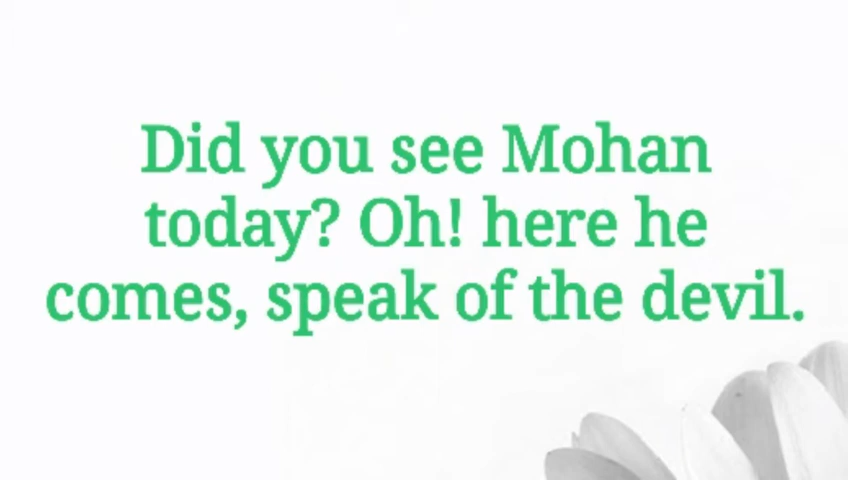 Did you see Mohan
today? Oh! here he
comes, speak of the devil.